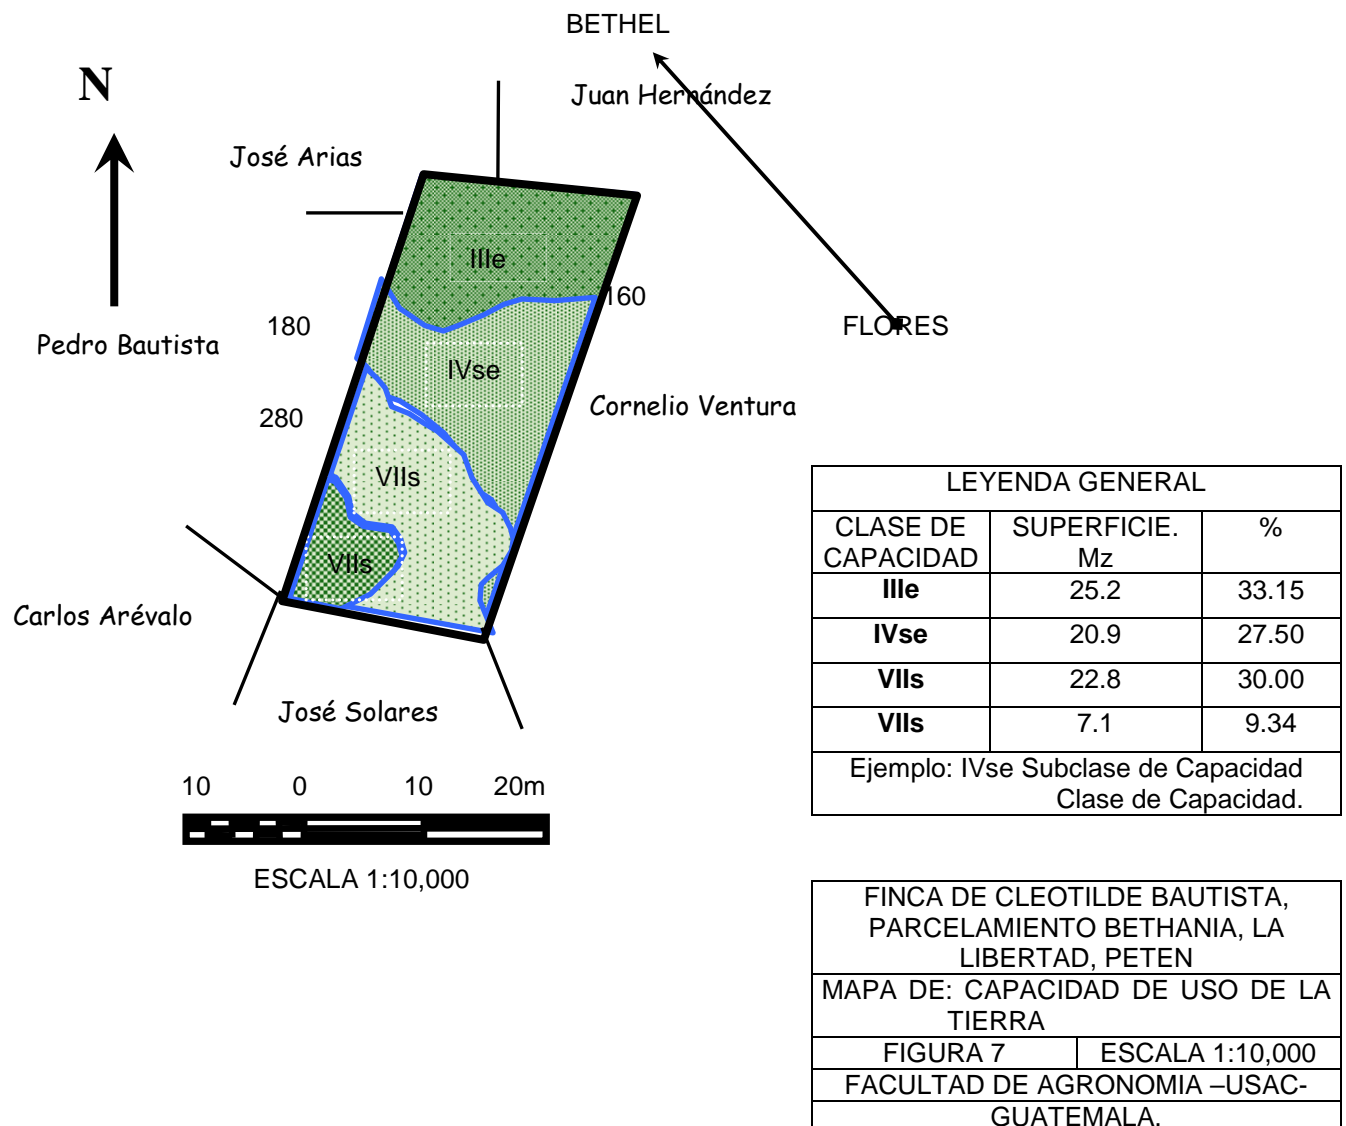 BETHEL
N
Juan Hernández
José Arias
IIIe
160
180
FLORES
Pedro Bautista
IVse
Cornelio Ventura
280
VIIs
VIIs
Carlos Arévalo
José Solares
10 0 10 20m
ESCALA 1:10,000
LEYENDA GENERAL
CLASE DE CAPACIDAD SUPERFICIE. Mz %
IIIe 25.2 33.15
IVse 20.9 27.50
VIIs 22.8 30.00
VIIs 7.1 9.34
Ejemplo: IVse Subclase de Capacidad
Clase de Capacidad.
FINCA DE CLEOTILDE BAUTISTA,
PARCELAMIENTO BETHANIA, LA
LIBERTAD, PETEN
MAPA DE: CAPACIDAD DE USO DE LA
TIERRA
FIGURA 7 ESCALA 1:10,000
FACULTAD DE AGRONOMIA –USAC-
GUATEMALA.